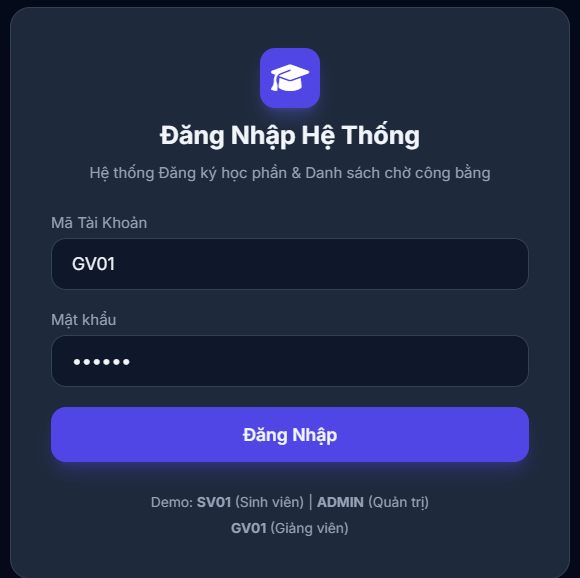 Đăng Nhập Hệ Thống
Hệ thống Đăng ký học phần & Danh sách chờ công bằng
Mã Tài Khoản
GV01
Mật khẩu
••••••
Đăng Nhập
Demo: SV01 (Sinh viên) | ADMIN (Quản trị)
GV01 (Giảng viên)